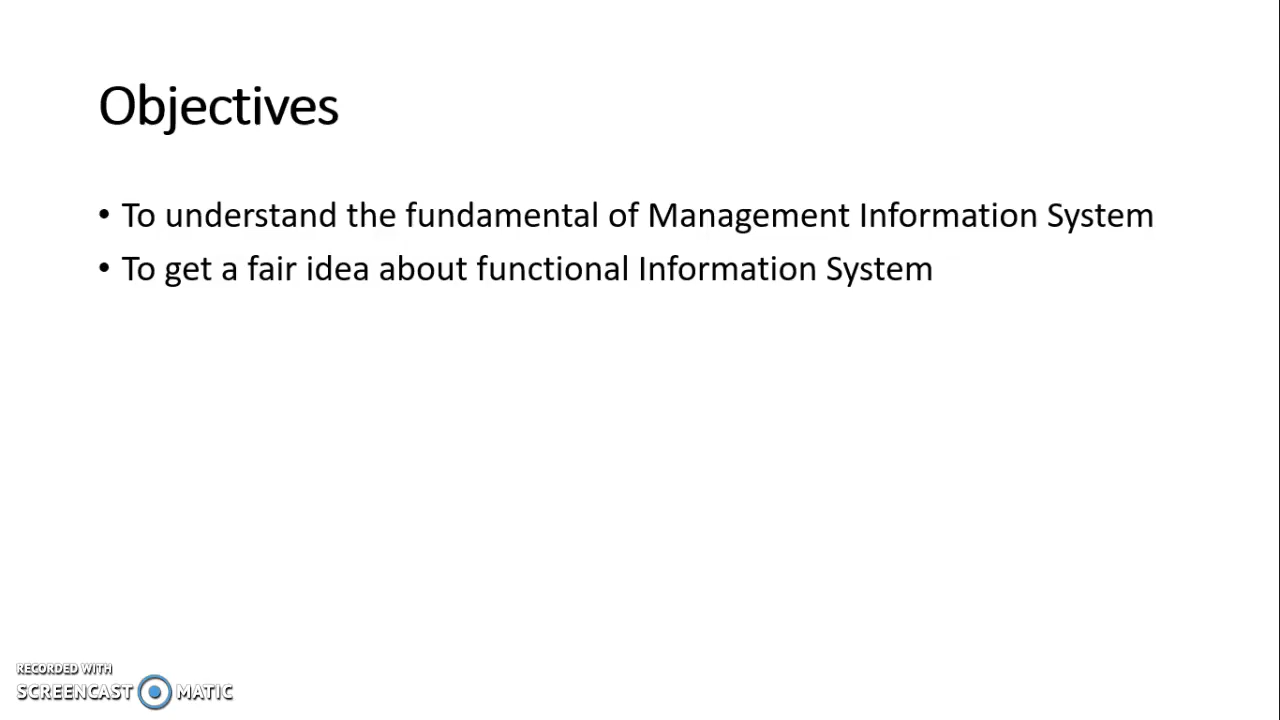 Objectives
• To understand the fundamental of Management Information System
• To get a fair idea about functional Information System
RECORDED WITH
SCREENCAST MATIC